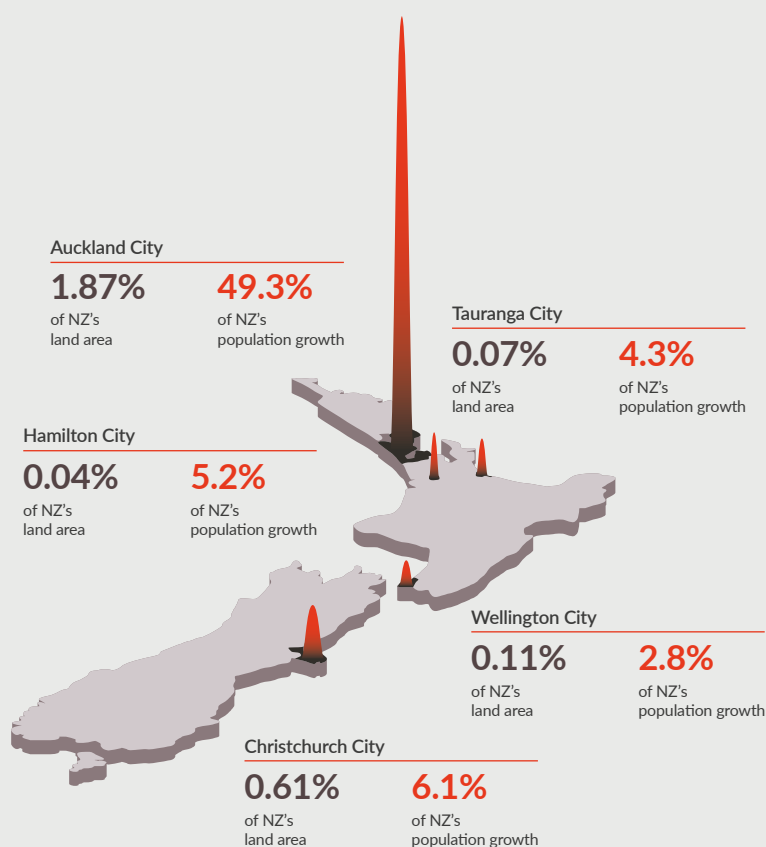 Auckland City
1.87% 49.3%
of NZ's of NZ's
land area population growth
Tauranga City
0.07% 4.3%
of NZ's of NZ's
land area population growth
Hamilton City
0.04% 5.2%
of NZ's of NZ's
land area population growth
Wellington City
0.11% 2.8%
of NZ's of NZ's
land area population growth
Christchurch City
0.61% 6.1%
of NZ's of NZ's
land area population growth